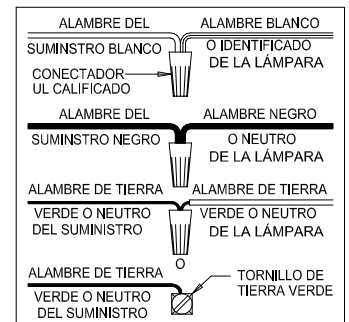 ALAMBRE DEL
SUMINSTRO BLANCO
ALAMBRE BLANCO
O IDENTIFICADO
DE LA LÁMPARA
CONECTADOR
UL CALIFICADO
ALAMBRE DEL
SUMINSTRO NEGRO
ALAMBRE NEGRO
O NEUTRO
DE LA LÁMPARA
ALAMBRE DE TIERRA
VERDE O NEUTRO
DEL SUMINISTRO
ALAMBRE DE TIERRA
VERDE O NEUTRO
DE LA LÁMPARA
O
ALAMBRE DE TIERRA
VERDE O NEUTRO
DEL SUMINISTRO
TORNILLO DE
TIERRA VERDE